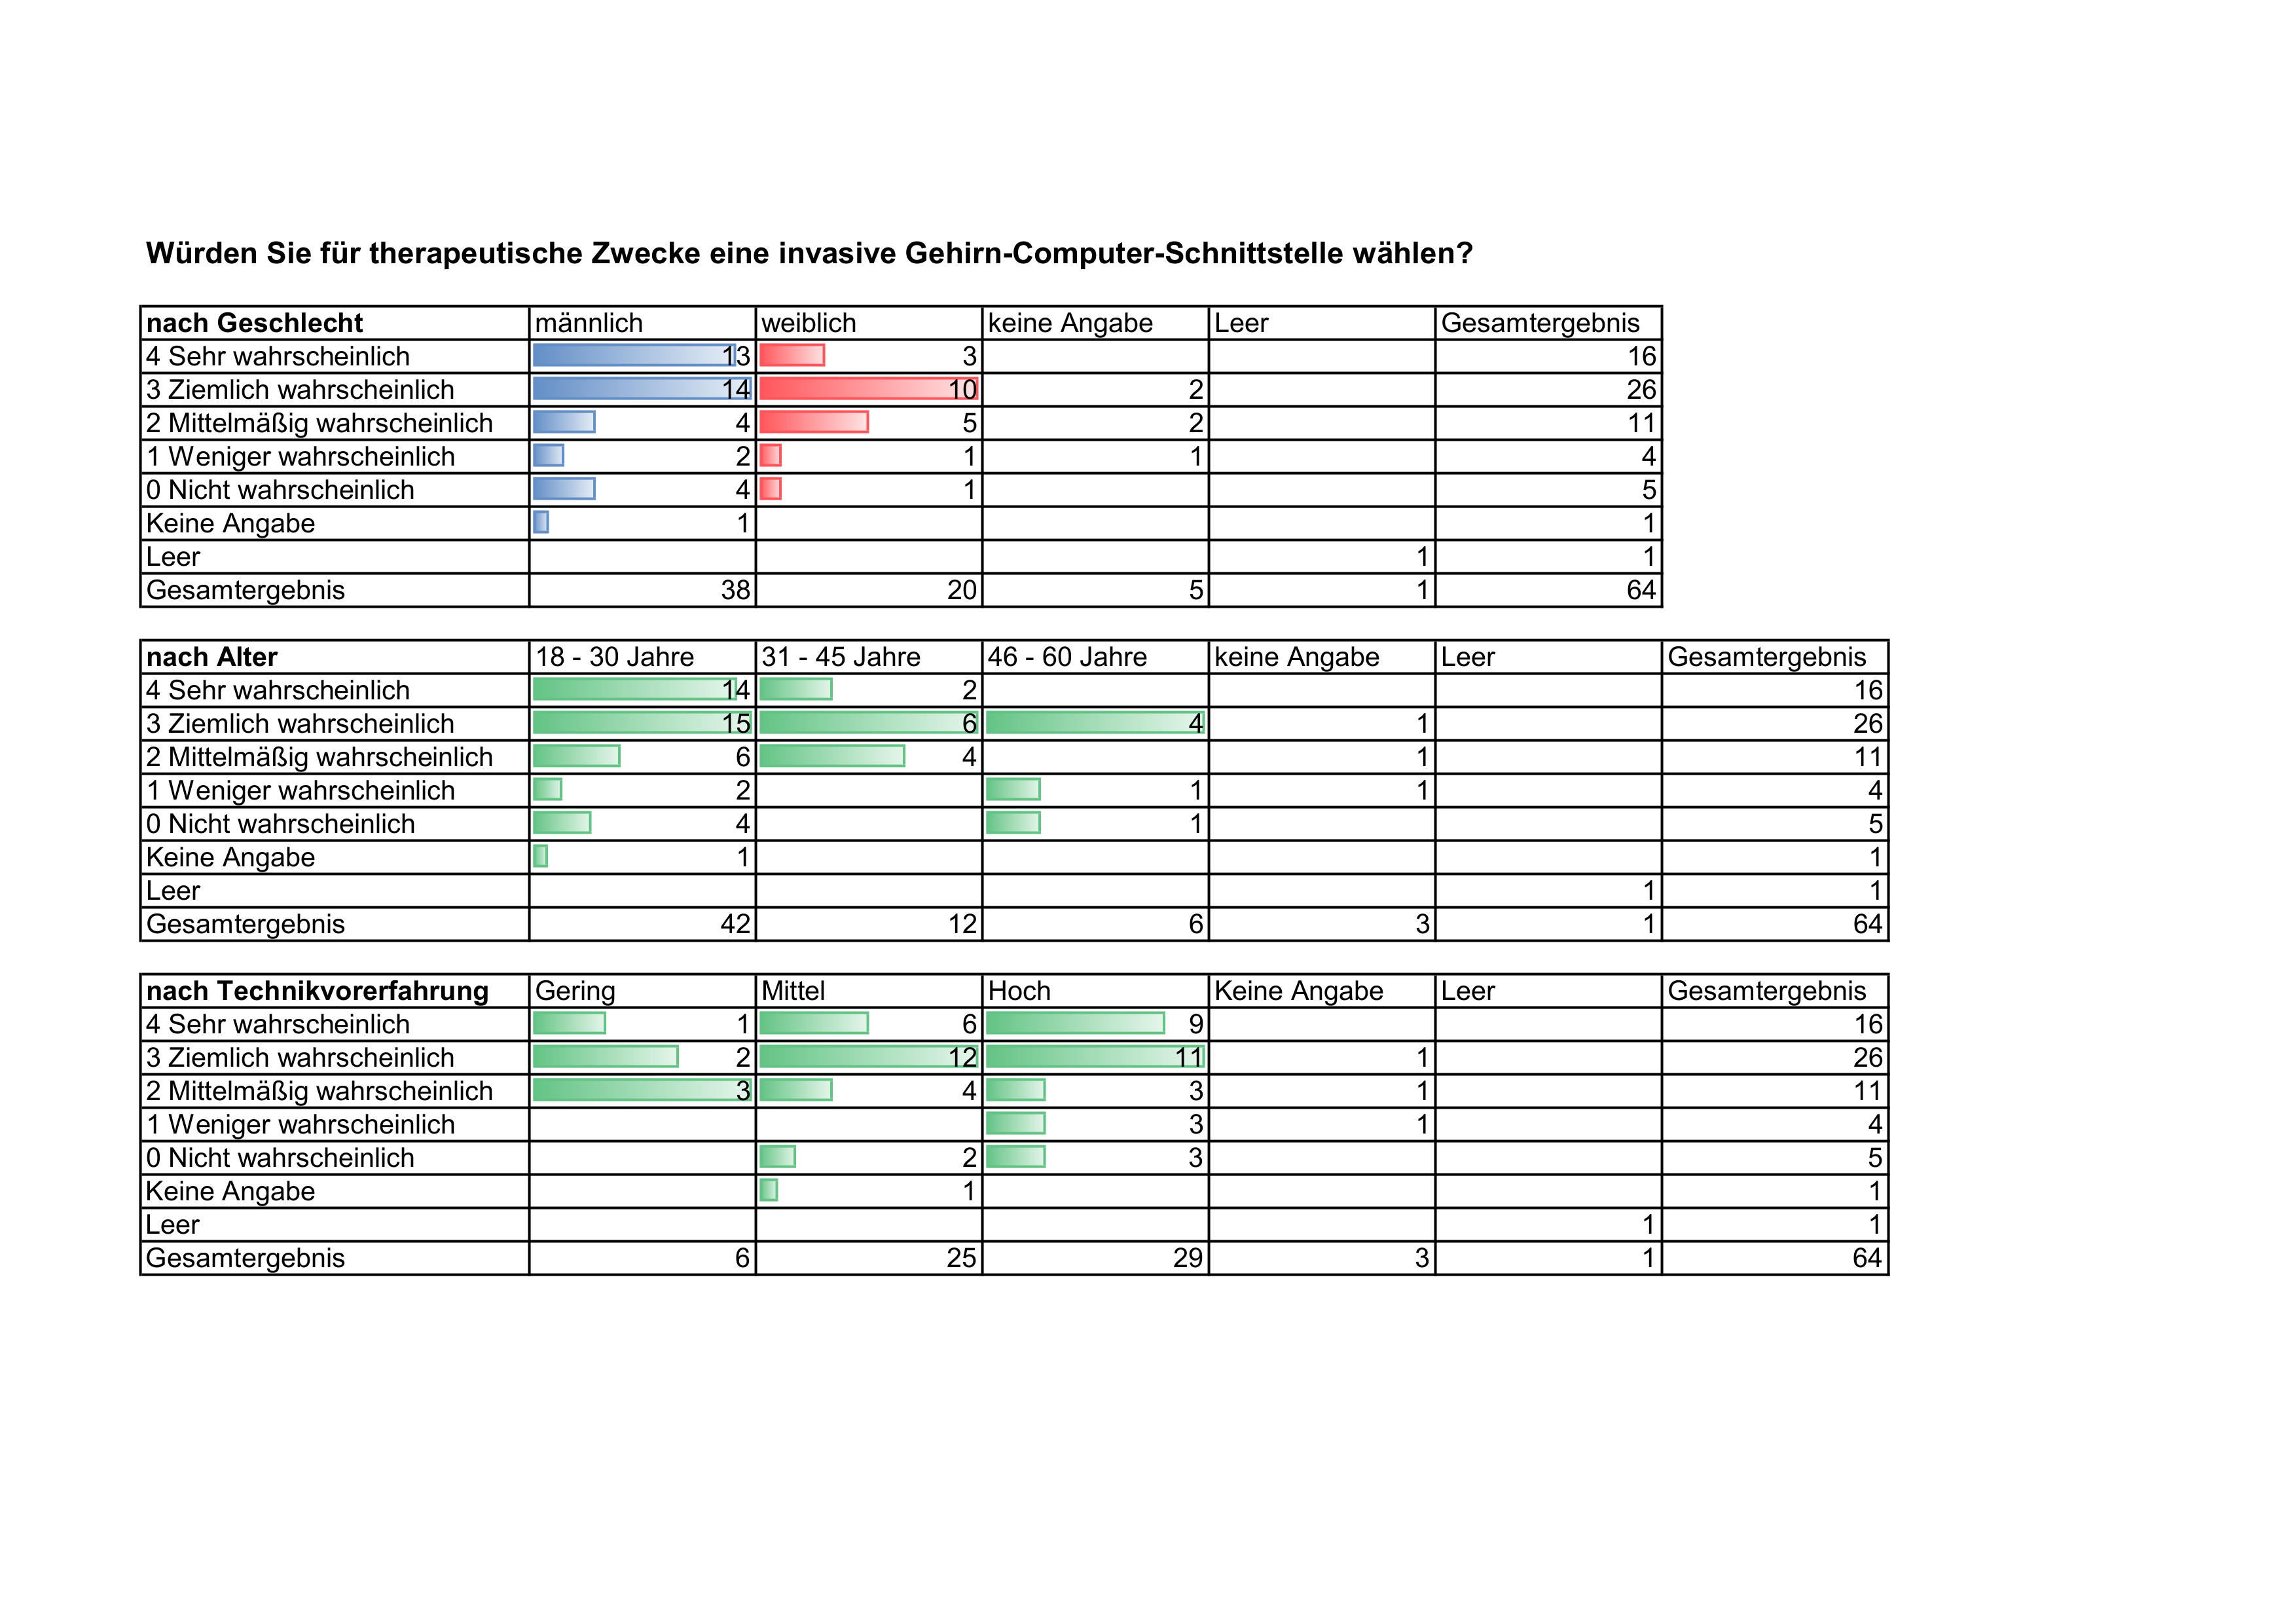 Würden Sie für therapeutische Zwecke eine invasive Gehirn-Computer-Schnittstelle wählen?
nach Geschlecht männlich weiblich keine Angabe Leer Gesamtergebnis
4 Sehr wahrscheinlich 13 3 16
3 Ziemlich wahrscheinlich 14 10 2 26
2 Mittelmäßig wahrscheinlich 4 5 2 11
1 Weniger wahrscheinlich 2 1 1 4
0 Nicht wahrscheinlich 4 1 5
Keine Angabe 1 1
Leer 1 1
Gesamtergebnis 38 20 5 1 64
nach Alter 18 - 30 Jahre 31 - 45 Jahre 46 - 60 Jahre keine Angabe Leer Gesamtergebnis
4 Sehr wahrscheinlich 14 2 16
3 Ziemlich wahrscheinlich 15 6 4 1 26
2 Mittelmäßig wahrscheinlich 6 4 1 11
1 Weniger wahrscheinlich 2 1 1 4
0 Nicht wahrscheinlich 4 1 5
Keine Angabe 1 1
Leer 1 1
Gesamtergebnis 42 12 6 3 1 64
nach Technikvorerfahrung Gering Mittel Hoch Keine Angabe Leer Gesamtergebnis
4 Sehr wahrscheinlich 1 6 9 16
3 Ziemlich wahrscheinlich 2 12 11 1 26
2 Mittelmäßig wahrscheinlich 3 4 3 1 11
1 Weniger wahrscheinlich 3 1 4
0 Nicht wahrscheinlich 2 3 5
Keine Angabe 1 1
Leer 1 1
Gesamtergebnis 6 25 29 3 1 64